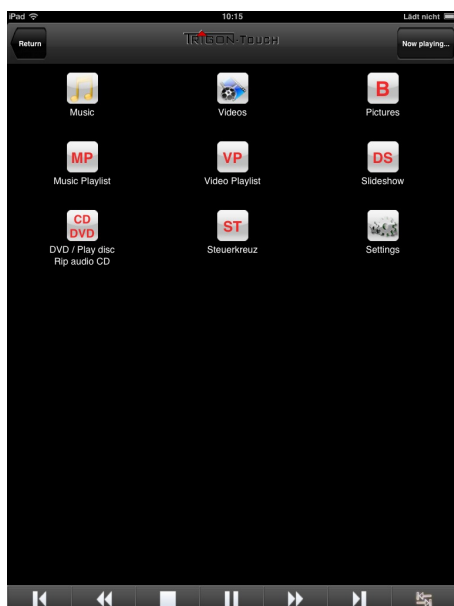 iPad 10:15 Lädt nicht
Return TRIGON-TOUCH Now playing...
Music Videos Pictures
B
MP VP DS
Music Playlist Video Playlist Slideshow
CD
DVD ST
DVD / Play disc Steuerkreuz Settings
Rip audio CD